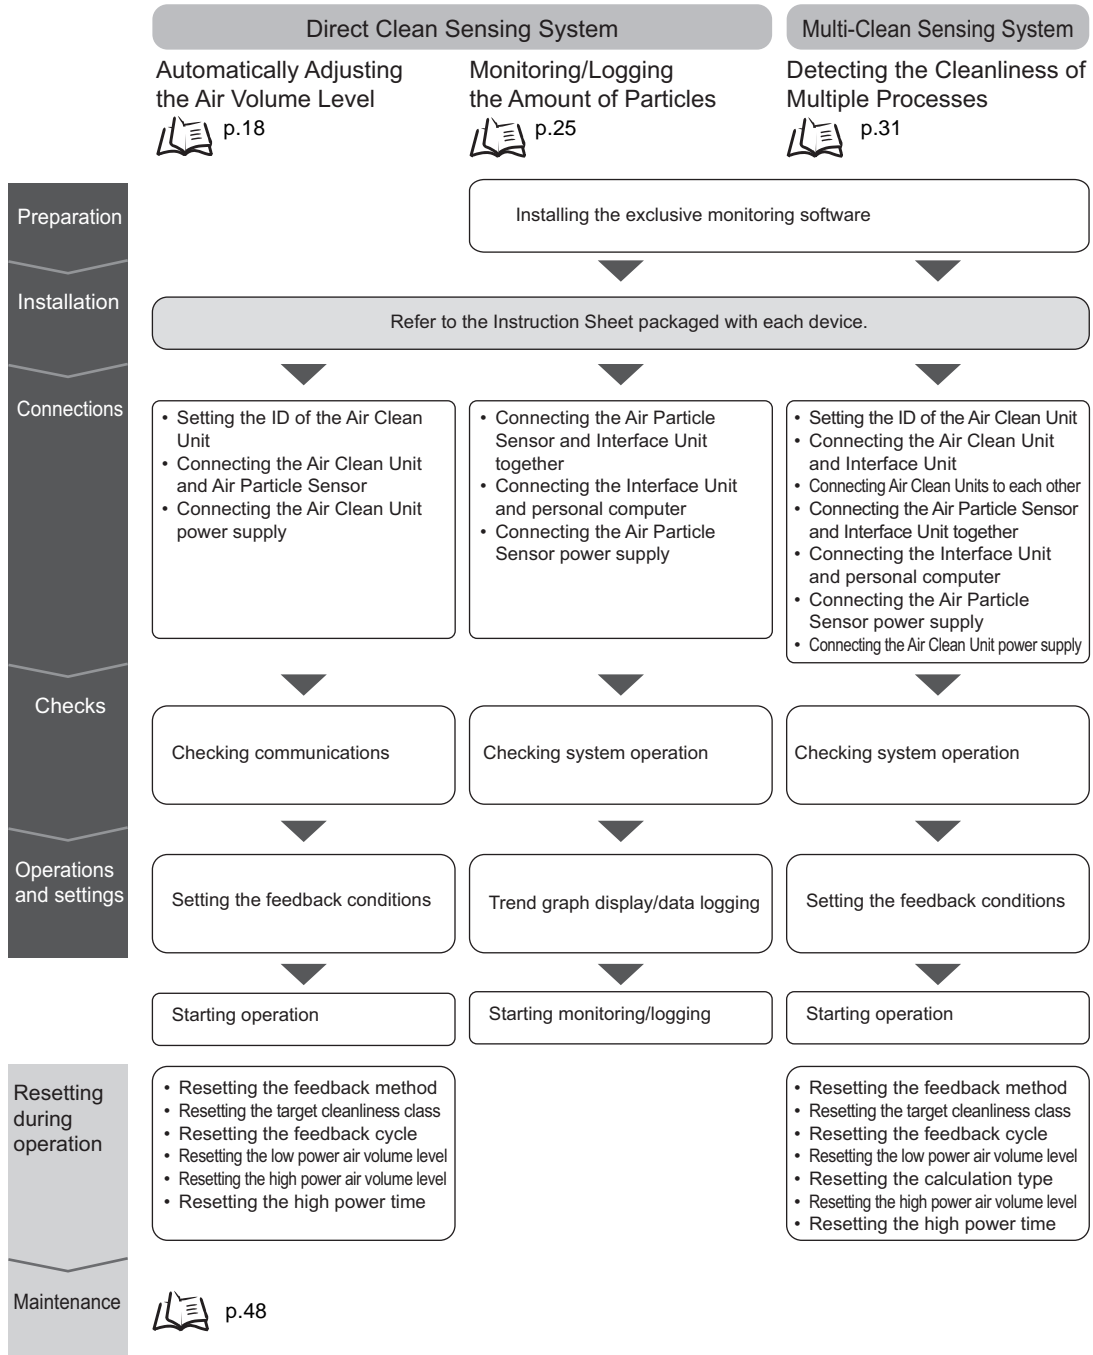 Direct Clean Sensing System
Multi-Clean Sensing System
Automatically Adjusting
the Air Volume Level
p.18
Monitoring/Logging
the Amount of Particles
p.25
Detecting the Cleanliness of
Multiple Processes
p.31
Preparation
Installing the exclusive monitoring software
Installation
Refer to the Instruction Sheet packaged with each device.
Connections
• Setting the ID of the Air Clean
Unit
• Connecting the Air Clean Unit
and Air Particle Sensor
• Connecting the Air Clean Unit
power supply
• Connecting the Air Particle
Sensor and Interface Unit
together
• Connecting the Interface Unit
and personal computer
• Connecting the Air Particle
Sensor power supply
• Setting the ID of the Air Clean Unit
• Connecting the Air Clean Unit
and Interface Unit
• Connecting Air Clean Units to each other
• Connecting the Air Particle Sensor
and Interface Unit together
• Connecting the Interface Unit
and personal computer
• Connecting the Air Particle
Sensor power supply
• Connecting the Air Clean Unit power supply
Checks
Checking communications
Checking system operation
Checking system operation
Operations
and settings
Setting the feedback conditions
Trend graph display/data logging
Setting the feedback conditions
Starting operation
Starting monitoring/logging
Starting operation
Resetting
during
operation
• Resetting the feedback method
• Resetting the target cleanliness class
• Resetting the feedback cycle
• Resetting the low power air volume level
• Resetting the high power air volume level
• Resetting the high power time
• Resetting the feedback method
• Resetting the target cleanliness class
• Resetting the feedback cycle
• Resetting the low power air volume level
• Resetting the calculation type
• Resetting the high power air volume level
• Resetting the high power time
Maintenance
p.48